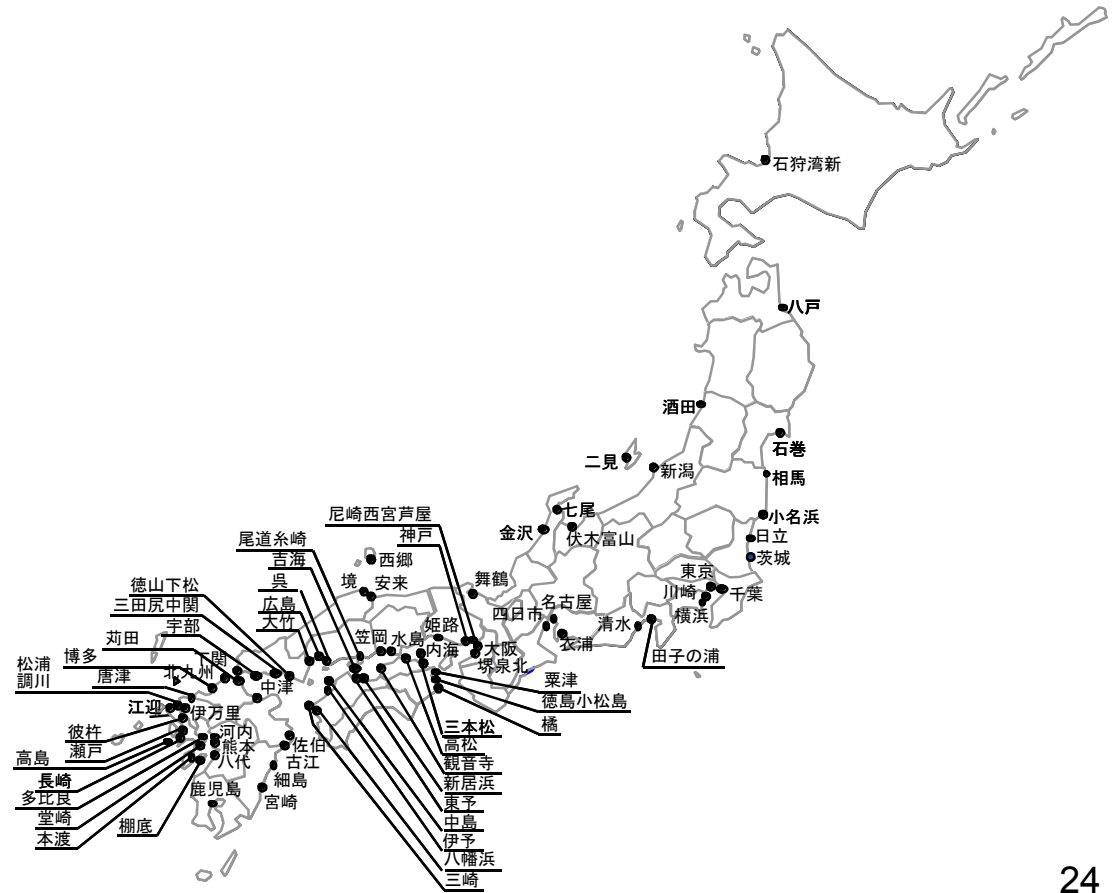 石狩湾新
八戸
酒田
石巻
二見
新潟
相馬
七尾
小名浜
金沢
伏木富山
日立
茨城
尼崎西宮芦屋
神戸
尾道糸崎
吉海
西郷
呉
境
安来
舞鶴
東京
川崎
千葉
横浜
徳山下松
三田尻中関
広島
大竹
名古屋
四日市
清水
衣浦
田子の浦
苅田
宇部
笠岡
水島
姫路
内海
大阪
堺泉北
博多
下関
北九州
松浦
調川
唐津
中津
粟津
徳島小松島
橘
江迎
伊万里
三本松
高松
観音寺
新居浜
東予
中島
伊予
八幡浜
三崎
彼杵
瀬戸
高島
長崎
多比良
堂崎
本渡
棚底
河内
熊本
八代
佐伯
古江
細島
宮崎
鹿児島
24